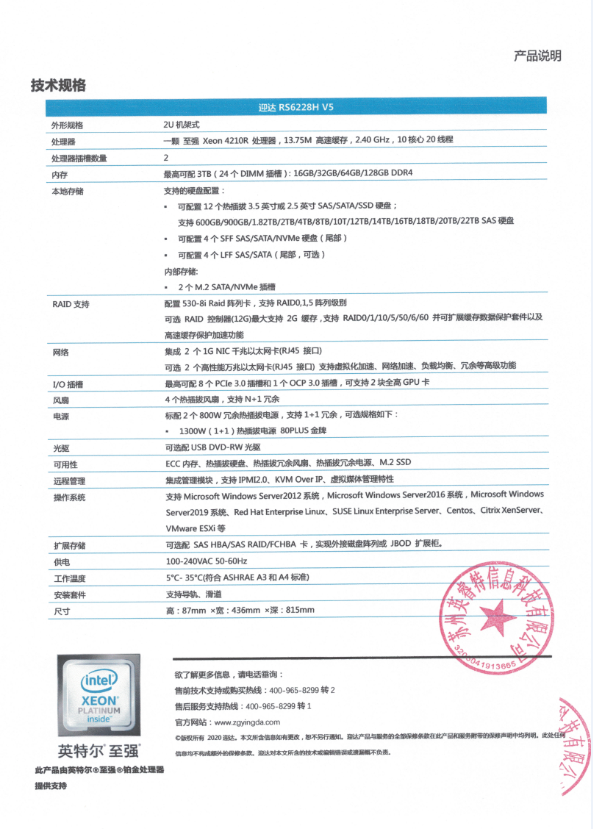 产品说明
技术规格
迎达 RS6228H V5
外形规格 2U 机架式
处理器 一颗 至强 Xeon 4210R 处理器，13.75M 高速缓存，2.40 GHz，10 核心 20 线程
处理器插槽数量 2
内存 最高可配 3TB（24 个 DIMM 插槽）：16GB/32GB/64GB/128GB DDR4
本地存储 支持的硬盘配置：
• 可配置 12 个热插拔 3.5 英寸或 2.5 英寸 SAS/SATA/SSD 硬盘；
支持 600GB/900GB/1.82TB/2TB/4TB/8TB/10T/12TB/14TB/16TB/18TB/20TB/22TB SAS 硬盘
• 可配置 4 个 SFF SAS/SATA/NVMe 硬盘（尾部）
• 可配置 4 个 LFF SAS/SATA（尾部，可选）
内部存储:
• 2 个 M.2 SATA/NVMe 插槽
RAID 支持 配置 530-8i Raid 阵列卡，支持 RAID0,1,5 阵列级别
可选 RAID 控制器(12G)最大支持 2G 缓存，支持 RAID0/1/10/5/50/6/60 并可扩展缓存数据保护套件以及
高速缓存保护加速功能
网络 集成 2 个 1G NIC 千兆以太网卡(RJ45 接口)
可选 2 个高性能万兆以太网卡(RJ45 接口) 支持虚拟化加速、网络加速、负载均衡、冗余等高级功能
I/O 插槽 最高可配 8 个 PCIe 3.0 插槽和 1 个 OCP 3.0 插槽，可支持 2 块全高 GPU 卡
风扇 4 个热插拔风扇，支持 N+1 冗余
电源 标配 2 个 800W 冗余热插拔电源，支持 1+1 冗余，可选规格如下：
• 1300W（1+1）热插拔电源 80PLUS 金牌
光驱 可选配 USB DVD-RW 光驱
可用性 ECC 内存、热插拔硬盘、热插拔冗余风扇、热插拔冗余电源、M.2 SSD
远程管理 集成管理模块，支持 IPMI2.0、KVM Over IP、虚拟媒体管理特性
操作系统 支持 Microsoft Windows Server2012 系统，Microsoft Windows Server2016 系统，Microsoft Windows
Server2019 系统、Red Hat Enterprise Linux、SUSE Linux Enterprise Server、Centos、Citrix XenServer、
VMware ESXi 等
扩展存储 可选配 SAS HBA/SAS RAID/FCHBA 卡，实现外接磁盘阵列或 JBOD 扩展柜。
供电 100-240VAC 50-60Hz
工作温度 5°C- 35°C(符合 ASHRAE A3 和 A4 标准)
安装套件 支持导轨、滑道
尺寸 高：87mm ×宽：436mm ×深：815mm
苏州英睿特信息科技有限公司
3205041913665
intel
XEON
PLATINUM
inside
英特尔®至强®
此产品由英特尔®至强®铂金处理器
提供支持
欲了解更多信息，请电话垂询：
售前技术支持或购买热线：400-965-8299 转 2
售后服务支持热线：400-965-8299 转 1
官方网站：www.zgyingda.com
©版权所有 2020 迎达。本文所含信息如有更改，恕不另行通知。迎达产品与服务的全部保修条款在此产品和服务附带的保修声明中均列明。此处任何
信息均不构成额外的保修条款。迎达对本文所含的技术或编辑错误或遗漏概不负责。
技有限公